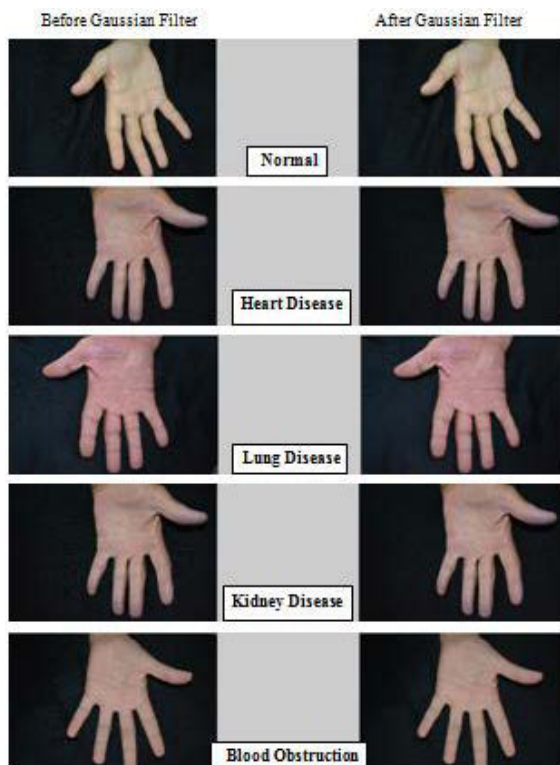 Before Gaussian Filter
After Gaussian Filter
Normal
Heart Disease
Lung Disease
Kidney Disease
Blood Obstruction